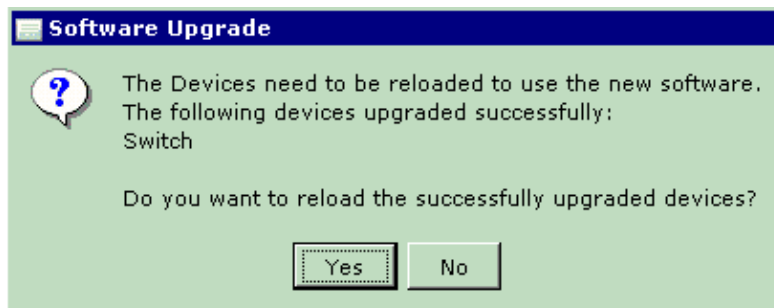 Software Upgrade
?
The Devices need to be reloaded to use the new software.
The following devices upgraded successfully:
Switch
Do you want to reload the successfully upgraded devices?
Yes
No